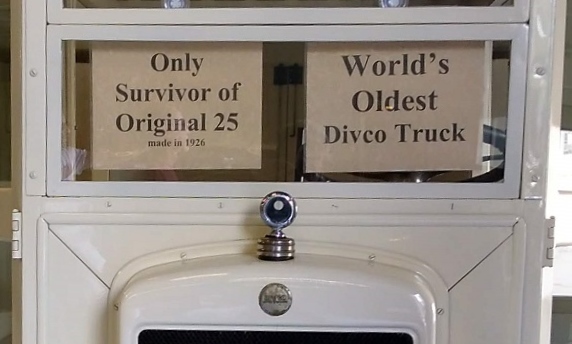 Only
Survivor of
Original 25
made in 1926
World's
Oldest
Divco Truck